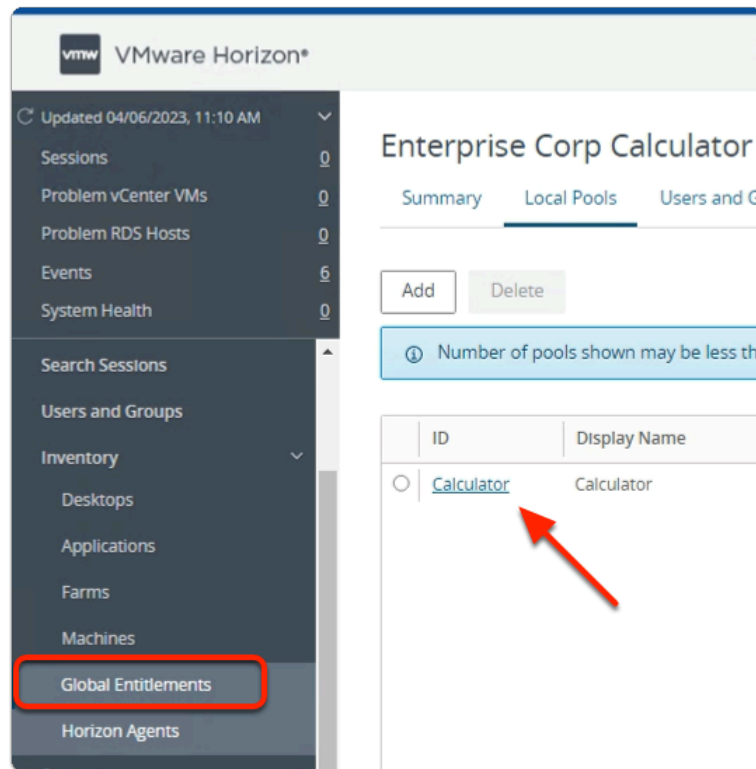 vmw VMware Horizon®
Updated 04/06/2023, 11:10 AM
Sessions 0
Problem vCenter VMs 0
Problem RDS Hosts 0
Events 6
System Health 0
Search Sessions
Users and Groups
Inventory
Desktops
Applications
Farms
Machines
Global Entitlements
Horizon Agents
Enterprise Corp Calculator
Summary Local Pools Users and G
Add Delete
Number of pools shown may be less th
ID Display Name
Calculator Calculator